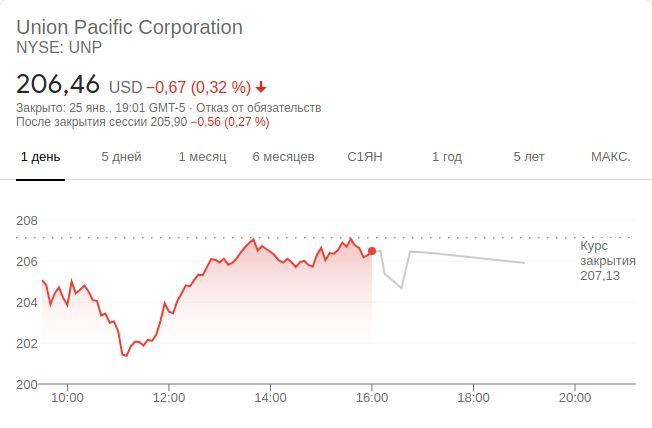 Union Pacific Corporation
NYSE: UNP
206,46 USD −0,67 (0,32 %)
Закрыто: 25 янв., 19:01 GMT-5 · Отказ от обязательств
После закрытия сессии 205,90 −0,56 (0,27 %)
1 день 5 дней 1 месяц 6 месяцев С1ЯН 1 год 5 лет МАКС.
208
Курс
закрытия
207,13
206
204
202
200
10:00 12:00 14:00 16:00 18:00 20:00